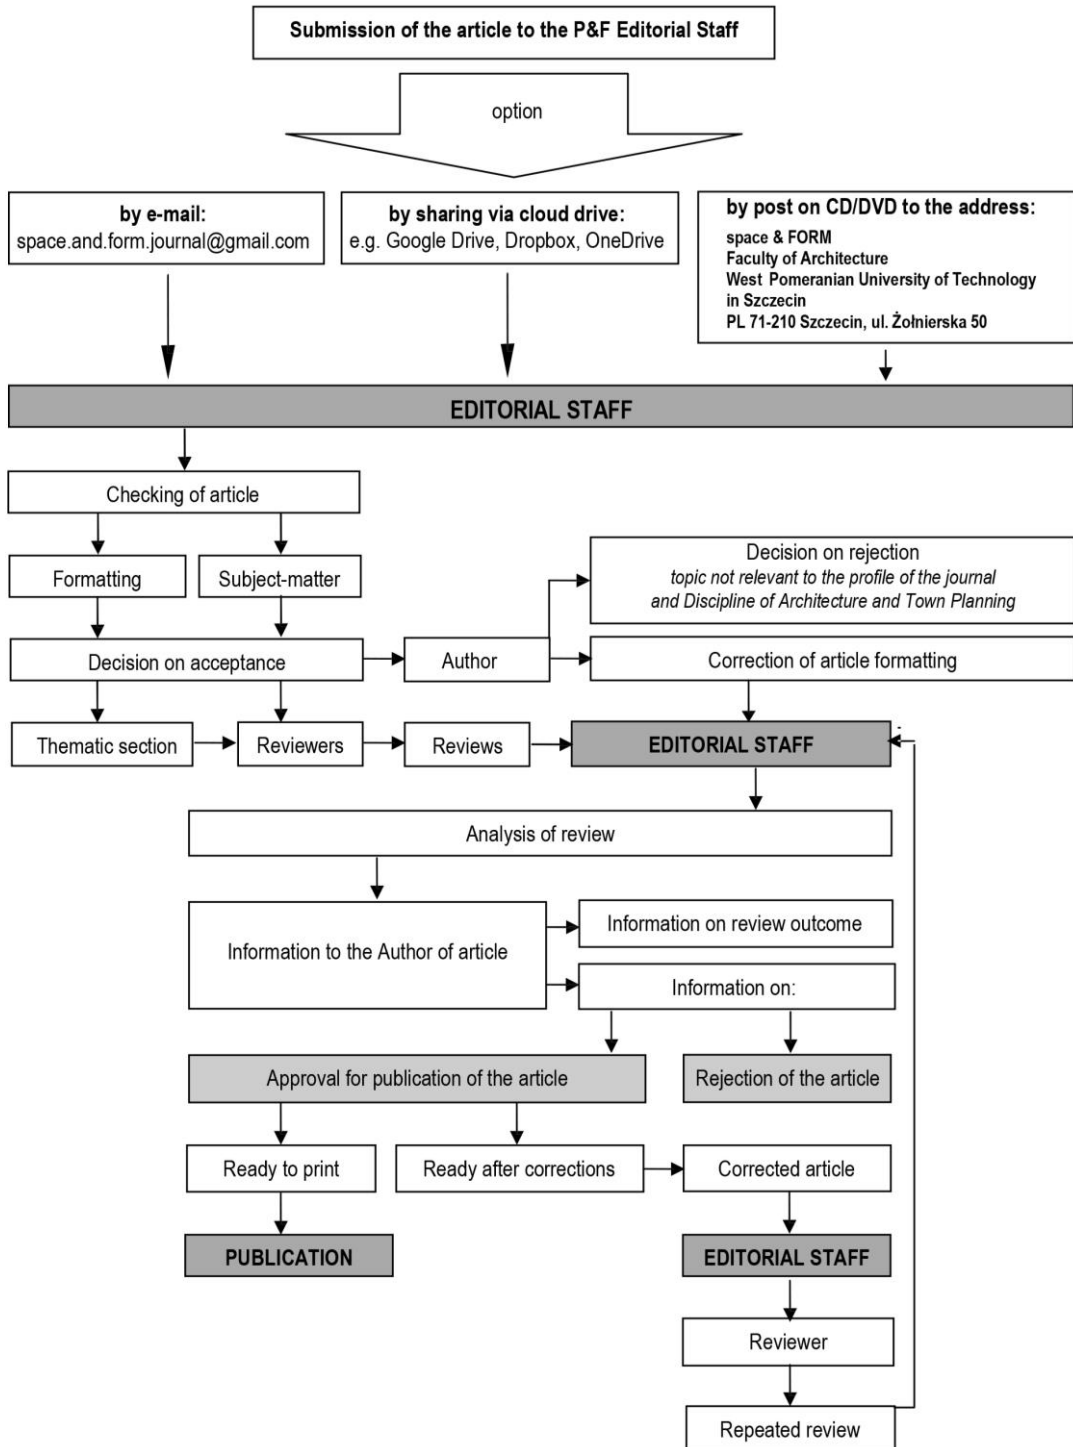 Submission of the article to the P&F Editorial Staff
option
by e-mail:
space.and.form.journal@gmail.com
by sharing via cloud drive:
e.g. Google Drive, Dropbox, OneDrive
by post on CD/DVD to the address:
space & FORM
Faculty of Architecture
West Pomeranian University of Technology
in Szczecin
PL 71-210 Szczecin, ul. Żołnierska 50
EDITORIAL STAFF
Checking of article
Formatting
Subject-matter
Decision on rejection
topic not relevant to the profile of the journal
and Discipline of Architecture and Town Planning
Decision on acceptance
Author
Correction of article formatting
Thematic section
Reviewers
Reviews
EDITORIAL STAFF
Analysis of review
Information to the Author of article
Information on review outcome
Information on:
Approval for publication of the article
Rejection of the article
Ready to print
Ready after corrections
Corrected article
PUBLICATION
EDITORIAL STAFF
Reviewer
Repeated review